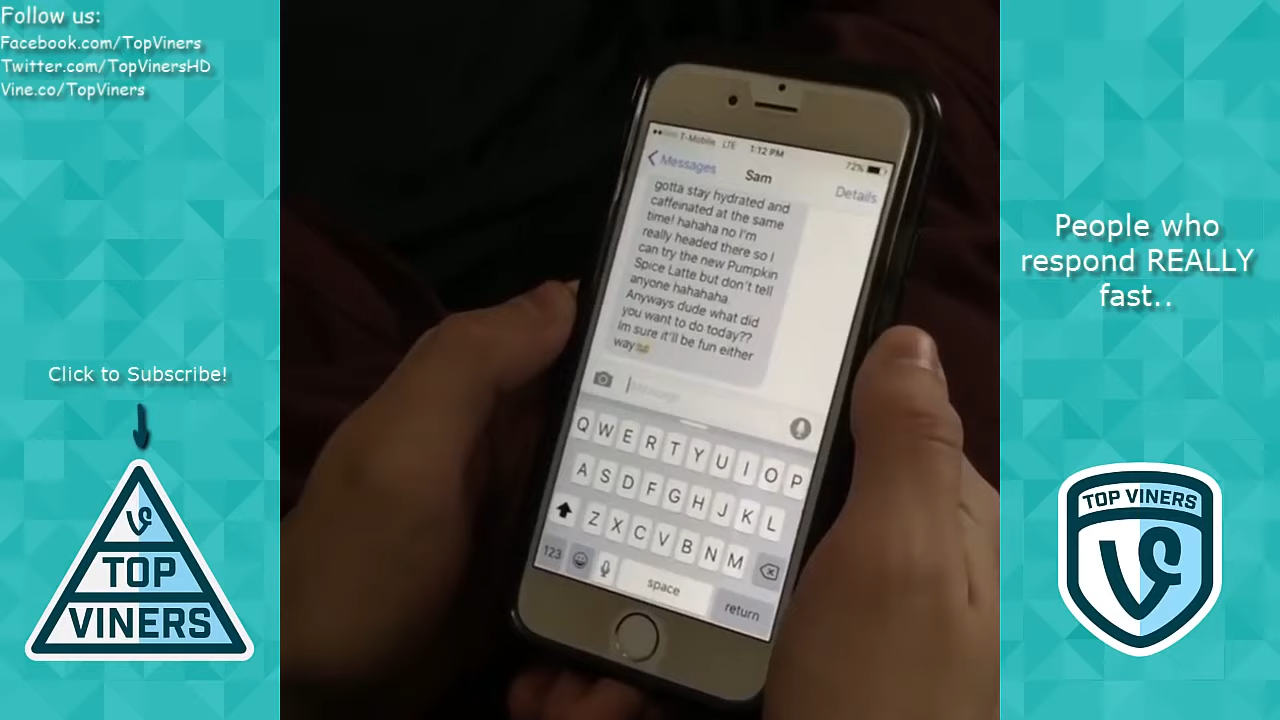 Follow us:
Facebook.com/TopViners
Twitter.com/TopVinersHD
Vine.co/TopViners
Click to Subscribe!
TOP
VINERS
T-Mobile LTE 1:12 PM 72%
Messages Sam Details
gotta stay hydrated and
caffeinated at the same
time! hahaha no I'm
really headed there so I
can try the new Pumpkin
Spice Latte but don't tell
anyone hahahaha
Anyways dude what did
you want to do today??
Im sure it'll be fun either
way😂
iMessage
Q W E R T Y U I O P
A S D F G H J K L
Z X C V B N M
123 space return
People who
respond REALLY
fast..
TOP VINERS